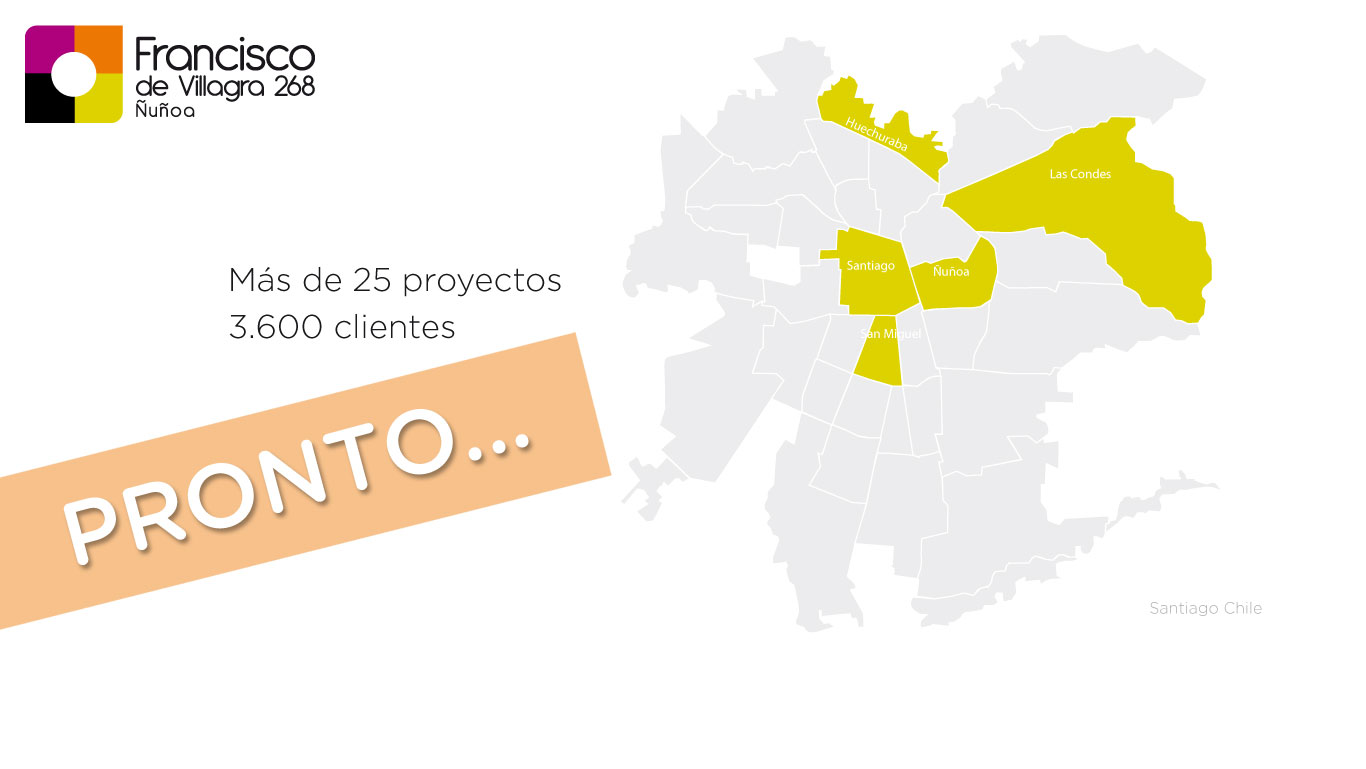 Francisco
de Villagra 268
Ñuñoa
Más de 25 proyectos
3.600 clientes
PRONTO...
Huechuraba
Las Condes
Santiago
Ñuñoa
San Miguel
Santiago Chile